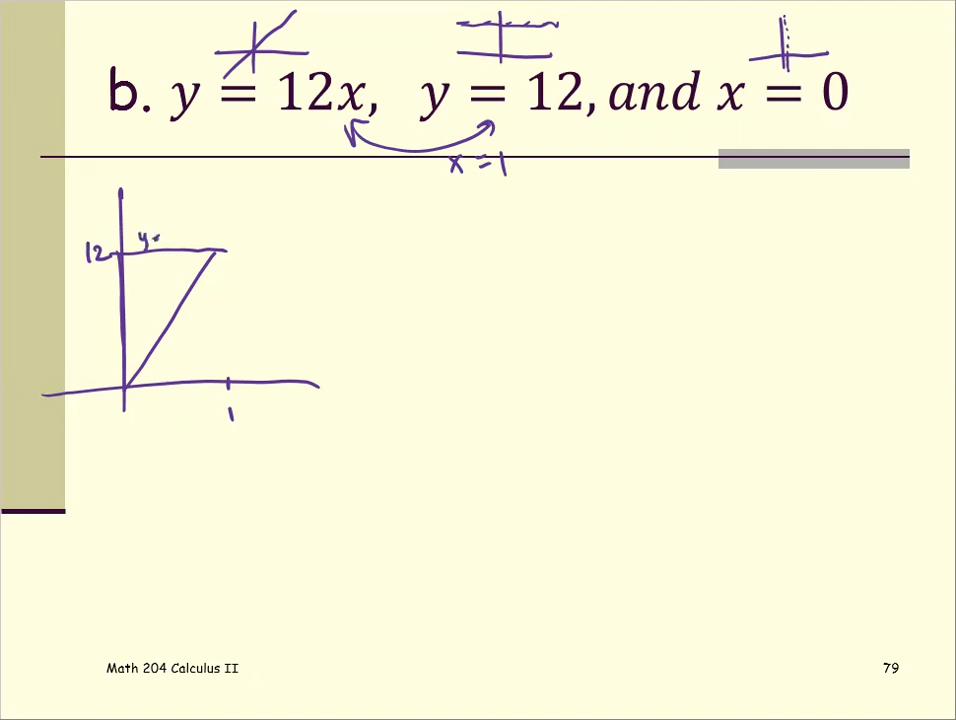 b. y = 12x, y = 12, and x = 0
x = 1
12
y=
1
Math 204 Calculus II
79